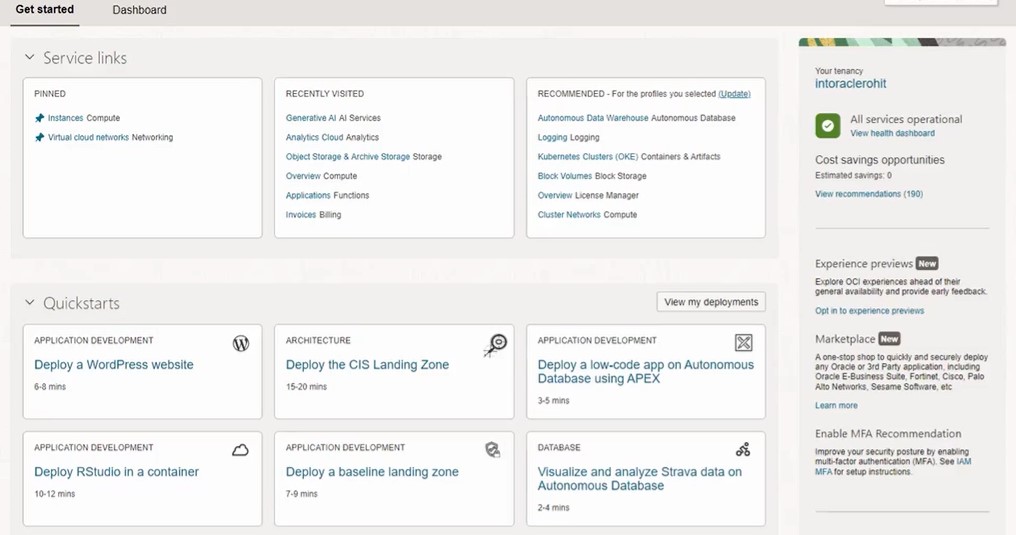 Get started
Dashboard
Service links
PINNED
Instances Compute
Virtual cloud networks Networking
RECENTLY VISITED
Generative AI AI Services
Analytics Cloud Analytics
Object Storage & Archive Storage Storage
Overview Compute
Applications Functions
Invoices Billing
RECOMMENDED - For the profiles you selected (Update)
Autonomous Data Warehouse Autonomous Database
Logging Logging
Kubernetes Clusters (OKE) Containers & Artifacts
Block Volumes Block Storage
Overview License Manager
Cluster Networks Compute
Quickstarts
View my deployments
APPLICATION DEVELOPMENT
Deploy a WordPress website
6-8 mins
ARCHITECTURE
Deploy the CIS Landing Zone
15-20 mins
APPLICATION DEVELOPMENT
Deploy a low-code app on Autonomous
Database using APEX
3-5 mins
APPLICATION DEVELOPMENT
Deploy RStudio in a container
10-12 mins
APPLICATION DEVELOPMENT
Deploy a baseline landing zone
7-9 mins
DATABASE
Visualize and analyze Strava data on
Autonomous Database
2-4 mins
Your tenancy
intoraclerohit
All services operational
View health dashboard
Cost savings opportunities
Estimated savings: 0
View recommendations (190)
Experience previews New
Explore OCI experiences ahead of their
general availability and provide early feedback.
Opt in to experience previews
Marketplace New
A one-stop shop to quickly and securely deploy
any Oracle or 3rd Party application, including
Oracle E-Business Suite, Fortinet, Cisco, Palo
Alto Networks, Sesame Software, etc
Learn more
Enable MFA Recommendation
Improve your security posture by enabling
multi-factor authentication (MFA). See IAM
MFA for setup instructions.